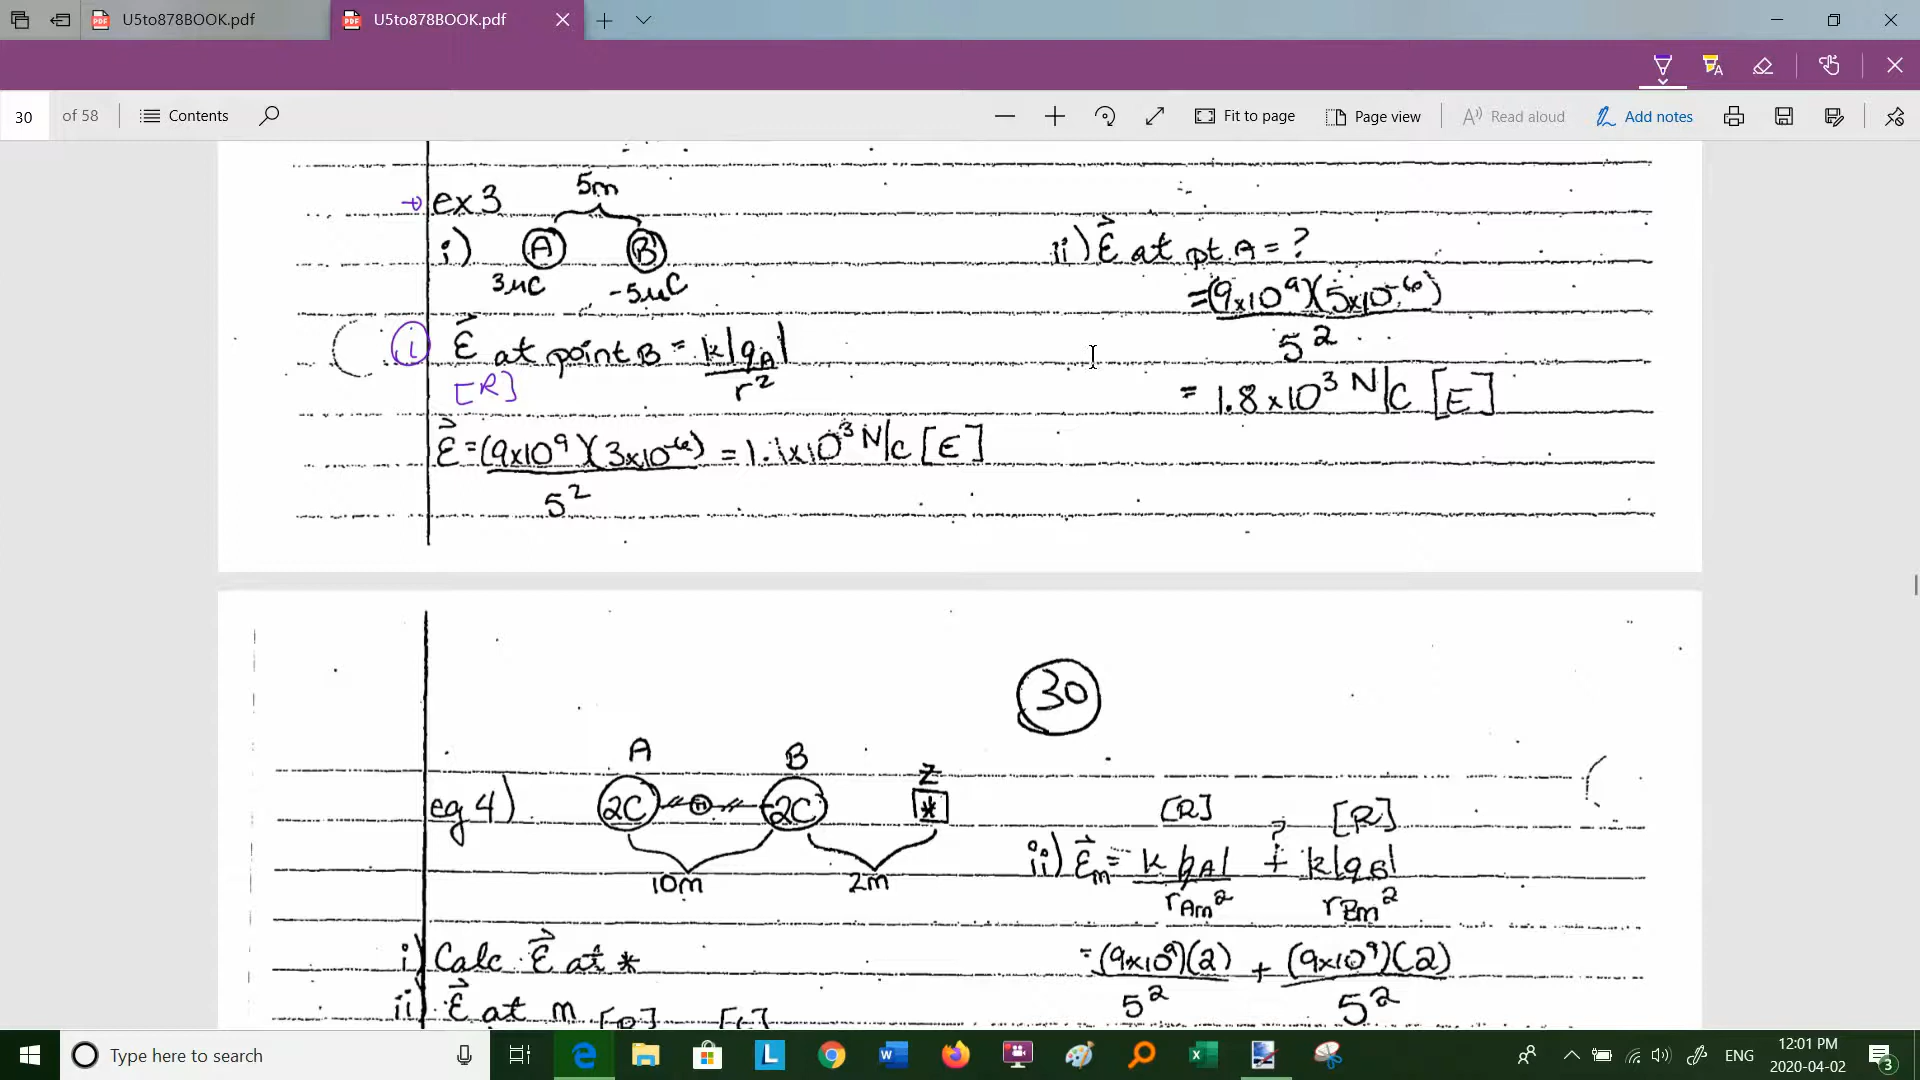 U5to878BOOK.pdf
U5to878BOOK.pdf
30 of 58
Contents
Fit to page
Page view
Read aloud
Add notes
ex 3
5m
i) A B
3μC -5μC
i
ε⃗ at point B = k|qA| / r²
[R]
ε⃗ = (9x10⁹)(3x10⁻⁶) / 5² = 1.1x10³ N/C [E]
ii) ε⃗ at pt. A = ?
= (9x10⁹)(5x10⁻⁶) / 5²
= 1.8x10³ N/C [E]
30
A B Z
eg 4) 2C m -2C *
10m 2m
i) Calc ε⃗ at *
ii) ε⃗ at m
[R] [L]
[R] ? [R]
ii) ε⃗m = k|qA| / rAm² + k|qB| / rBm²
= (9x10⁹)(2) / 5² + (9x10⁹)(2) / 5²
Type here to search
ENG
12:01 PM
2020-04-02
3